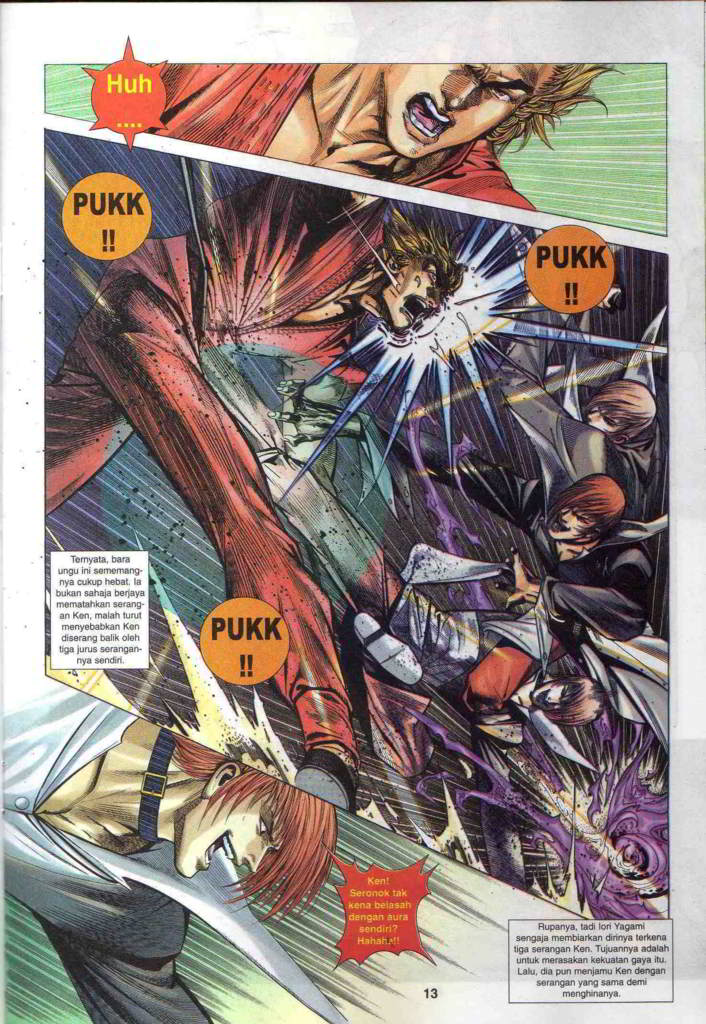 Huh
....
PUKK
!!
PUKK
!!
Ternyata, bara
ungu ini sememang-
nya cukup hebat. Ia
bukan sahaja berjaya
mematahkan serang-
an Ken, malah turut
menyebabkan Ken
diserang balik oleh
tiga jurus serangan-
nya sendiri.
PUKK
!!
Ken!
Seronok tak
kena belasah
dengan aura
sendiri?
Hahaha!!
Rupanya, tadi Iori Yagami
sengaja membiarkan dirinya terkena
tiga serangan Ken. Tujuannya adalah
untuk merasakan kekuatan gaya itu.
Lalu, dia pun menjamu Ken dengan
serangan yang sama demi
menghinanya.
13